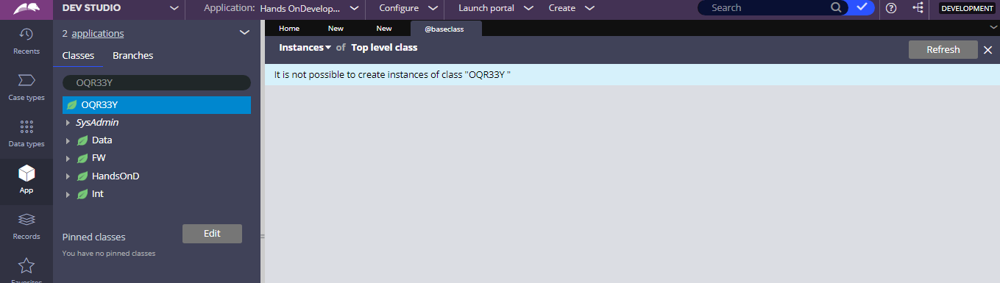 DEV STUDIO
Application: Hands OnDevelop...
Configure
Launch portal
Create
Search
DEVELOPMENT
Recents
Case types
Data types
App
Records
Favorites
2 applications
Classes Branches
OQR33Y
OQR33Y
SysAdmin
Data
FW
HandsOnD
Int
Pinned classes
Edit
You have no pinned classes
Home New New @baseclass
Instances of Top level class
Refresh
It is not possible to create instances of class "OQR33Y "